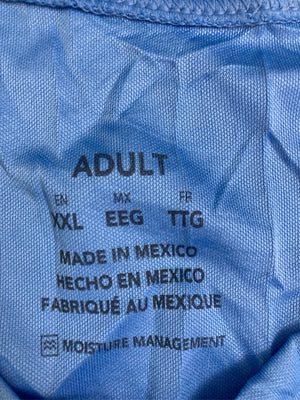 ADULT
EN MX FR
XXL EEG TTG
MADE IN MEXICO
HECHO EN MEXICO
FABRIQUÉ AU MEXIQUE
MOISTURE MANAGEMENT